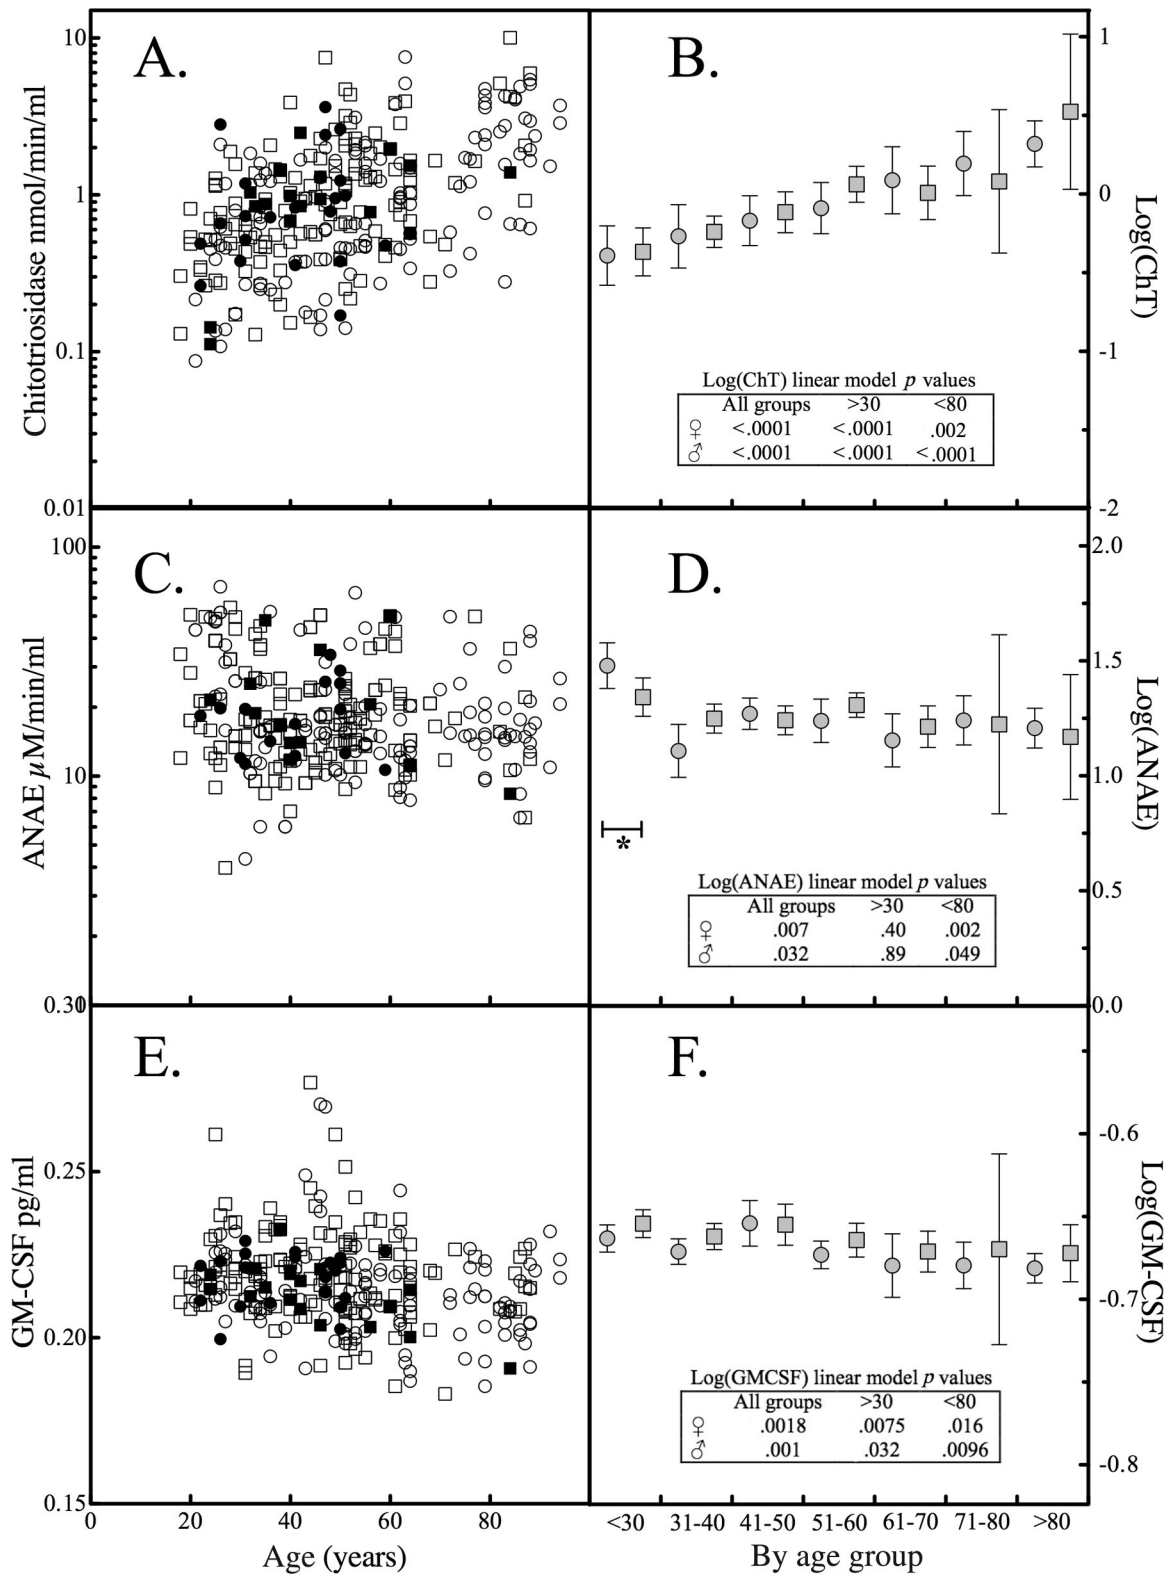 A.
10
1
0.1
0.01
Chitotriosidase nmol/min/ml
B.
1
0
-1
-2
Log(ChT)
Log(ChT) linear model p values
All groups >30 <80
♀ <.0001 <.0001 .002
♂ <.0001 <.0001 <.0001
C.
100
10
ANAE µM/min/ml
D.
2.0
1.5
1.0
0.5
0.0
Log(ANAE)
*
Log(ANAE) linear model p values
All groups >30 <80
♀ .007 .40 .002
♂ .032 .89 .049
E.
0.30
0.25
0.20
0.15
GM-CSF pg/ml
F.
-0.6
-0.7
-0.8
Log(GM-CSF)
Log(GMCSF) linear model p values
All groups >30 <80
♀ .0018 .0075 .016
♂ .001 .032 .0096
0 20 40 60 80
Age (years)
<30 31-40 41-50 51-60 61-70 71-80 >80
By age group